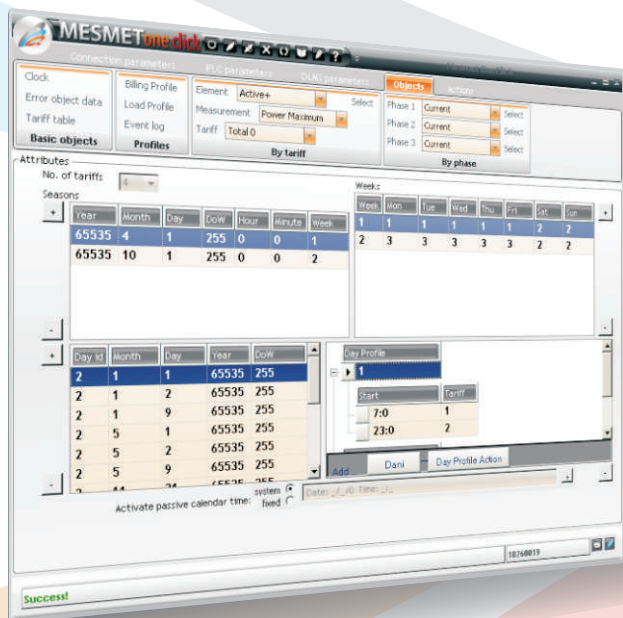 MESMET one click
Connection parameters PLC parameters DLMS parameters Objects Actions
Clock
Error object data
Tariff table
Basic objects
Billing Profile
Load Profile
Event log
Profiles
Element Active+ Select
Measurement Power Maximum
Tariff Total 0
By tariff
Phase 1 Current Select
Phase 2 Current Select
Phase 3 Current Select
By phase
Attributes
No. of tariffs 4
Seasons
+
Year Month Day DoW Hour Minute Week
65535 4 1 255 0 0 1
65535 10 1 255 0 0 2
-
Weeks
Week Mon Tue Wed Thu Fri Sat Sun +
1 1 1 1 1 1 2 2
2 3 3 3 3 3 2 2
-
+
Day Id Month Day Year DoW
2 1 1 65535 255
2 1 2 65535 255
2 1 9 65535 255
2 5 1 65535 255
2 5 2 65535 255
2 5 9 65535 255
-
Day Profile
1
Start Tariff
7:0 1
23:0 2
Add... Dani Day Profile Action
+ -
Activate passive calendar time: system fixed Date: _/_/0 Time: _:_
18760019
Success!